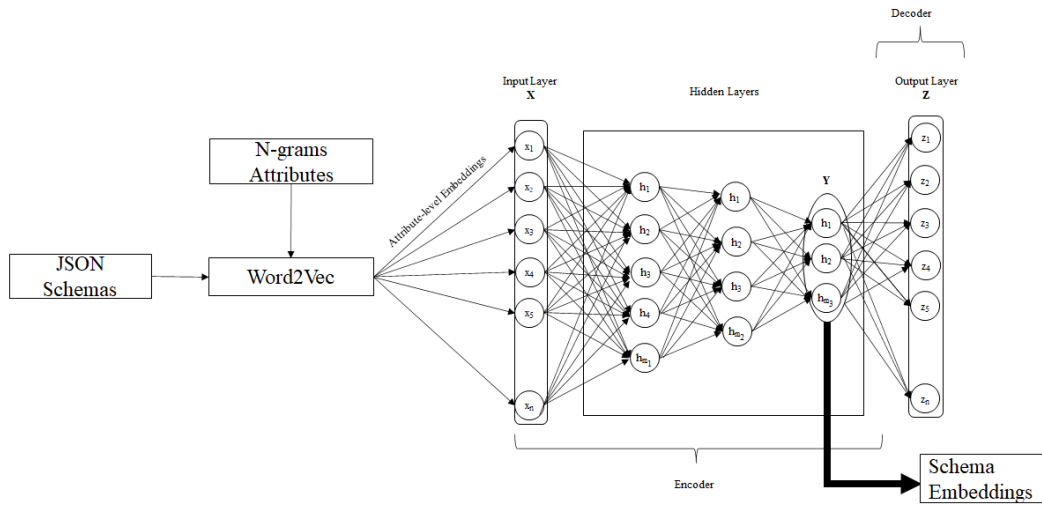 Decoder
Input Layer
X
Hidden Layers
Output Layer
Z
N-grams
Attributes
JSON
Schemas
Word2Vec
Attribute-level Embeddings
x1
x2
x3
x4
x5
xn
h1
h2
h3
h4
hm1
h1
h2
h3
hm2
Y
h1
h2
hm3
z1
z2
z3
z4
z5
zn
Encoder
Schema
Embeddings